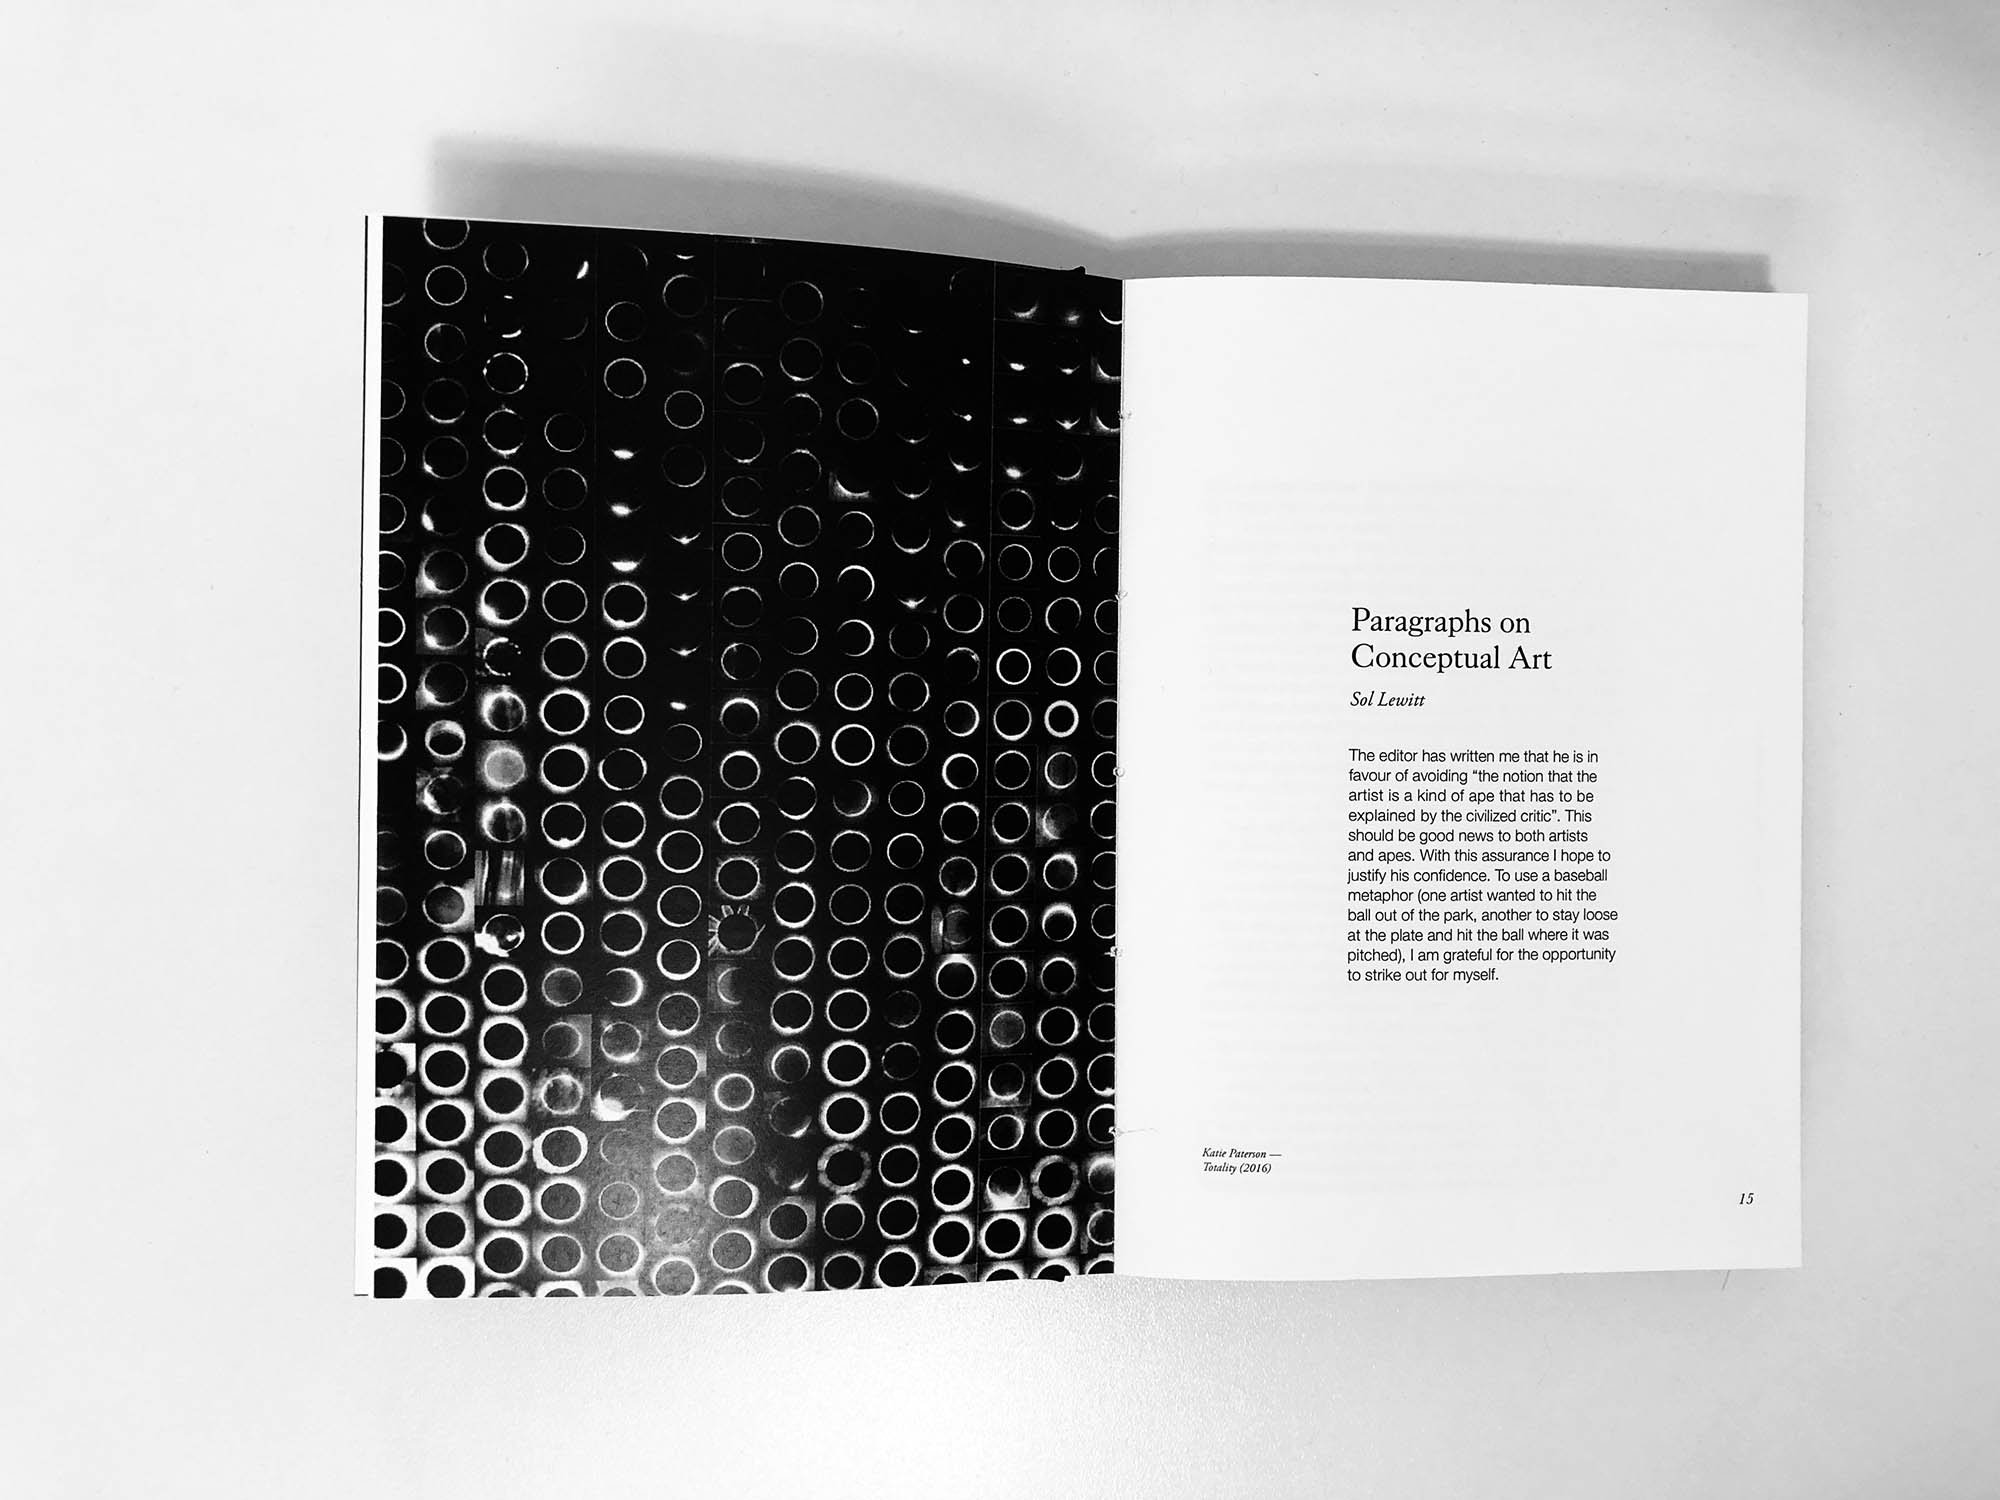 Paragraphs on
Conceptual Art
Sol Lewitt
The editor has written me that he is in
favour of avoiding “the notion that the
artist is a kind of ape that has to be
explained by the civilized critic”. This
should be good news to both artists
and apes. With this assurance I hope to
justify his confidence. To use a baseball
metaphor (one artist wanted to hit the
ball out of the park, another to stay loose
at the plate and hit the ball where it was
pitched), I am grateful for the opportunity
to strike out for myself.
Katie Paterson —
Totality (2016)
15